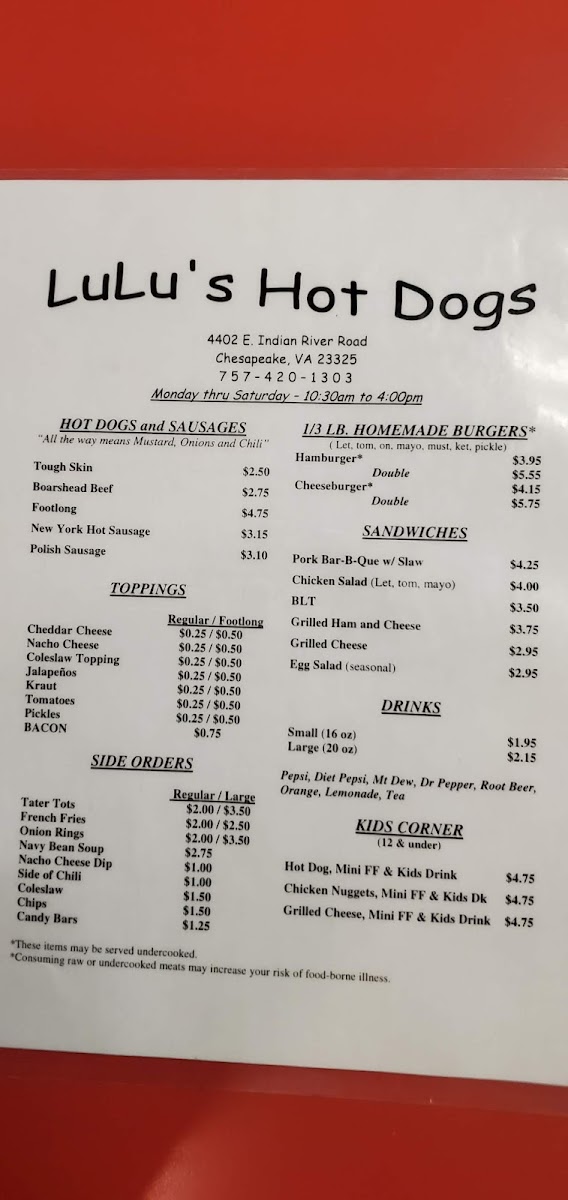 LuLu's Hot Dogs
4402 E. Indian River Road
Chesapeake, VA 23325
757-420-1303
Monday thru Saturday - 10:30am to 4:00pm
HOT DOGS and SAUSAGES
"All the way means Mustard, Onions and Chili"
Tough Skin $2.50
Boarshead Beef $2.75
Footlong $4.75
New York Hot Sausage $3.15
Polish Sausage $3.10
TOPPINGS
Regular / Footlong
Cheddar Cheese $0.25 / $0.50
Nacho Cheese $0.25 / $0.50
Coleslaw Topping $0.25 / $0.50
Jalapeños $0.25 / $0.50
Kraut $0.25 / $0.50
Tomatoes $0.25 / $0.50
Pickles $0.25 / $0.50
BACON $0.75
SIDE ORDERS
Regular / Large
Tater Tots $2.00 / $3.50
French Fries $2.00 / $2.50
Onion Rings $2.00 / $3.50
Navy Bean Soup $2.75
Nacho Cheese Dip $1.00
Side of Chili $1.00
Coleslaw $1.50
Chips $1.50
Candy Bars $1.25
1/3 LB. HOMEMADE BURGERS*
( Let, tom, on, mayo, must, ket, pickle)
Hamburger* $3.95
Double $5.55
Cheeseburger* $4.15
Double $5.75
SANDWICHES
Pork Bar-B-Que w/ Slaw $4.25
Chicken Salad (Let, tom, mayo) $4.00
BLT $3.50
Grilled Ham and Cheese $3.75
Grilled Cheese $2.95
Egg Salad (seasonal) $2.95
DRINKS
Small (16 oz) $1.95
Large (20 oz) $2.15
Pepsi, Diet Pepsi, Mt Dew, Dr Pepper, Root Beer,
Orange, Lemonade, Tea
KIDS CORNER
(12 & under)
Hot Dog, Mini FF & Kids Drink $4.75
Chicken Nuggets, Mini FF & Kids Dk $4.75
Grilled Cheese, Mini FF & Kids Drink $4.75
*These items may be served undercooked.
*Consuming raw or undercooked meats may increase your risk of food-borne illness.